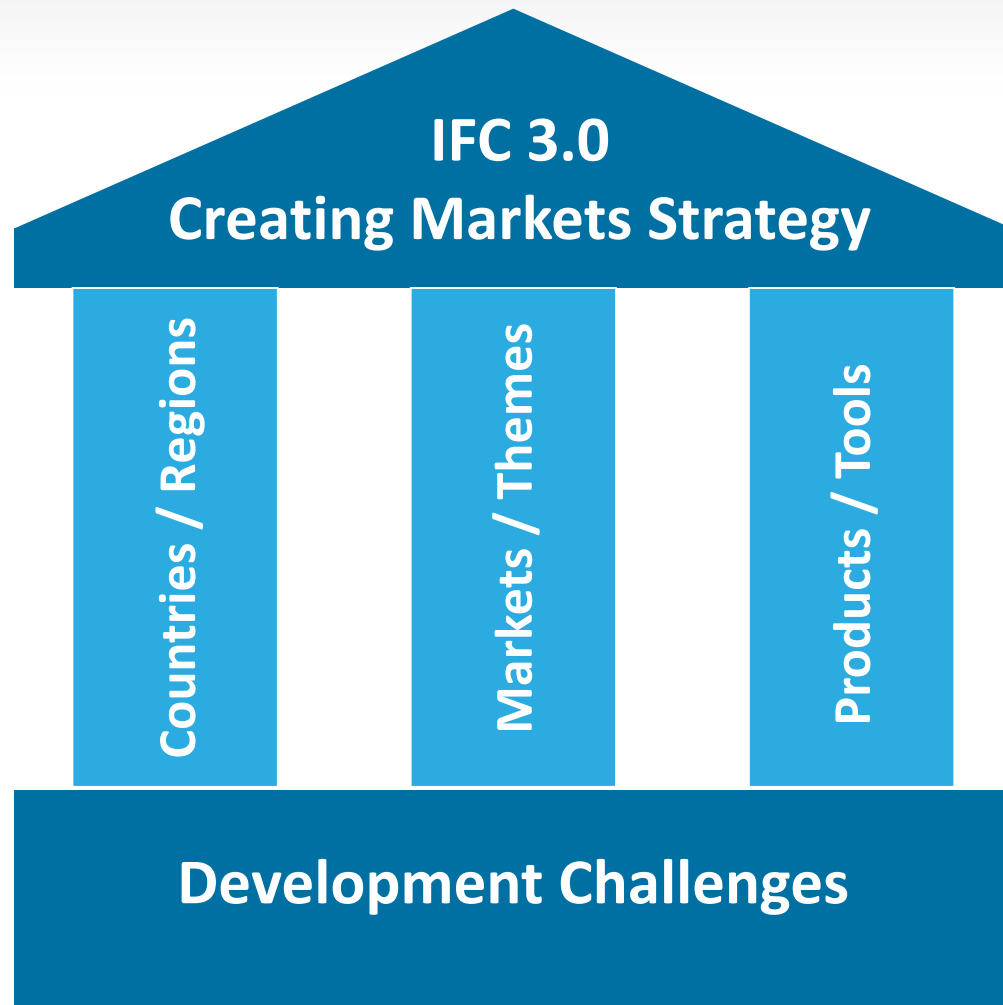 IFC 3.0
Creating Markets Strategy
Countries / Regions
Markets / Themes
Products / Tools
Development Challenges